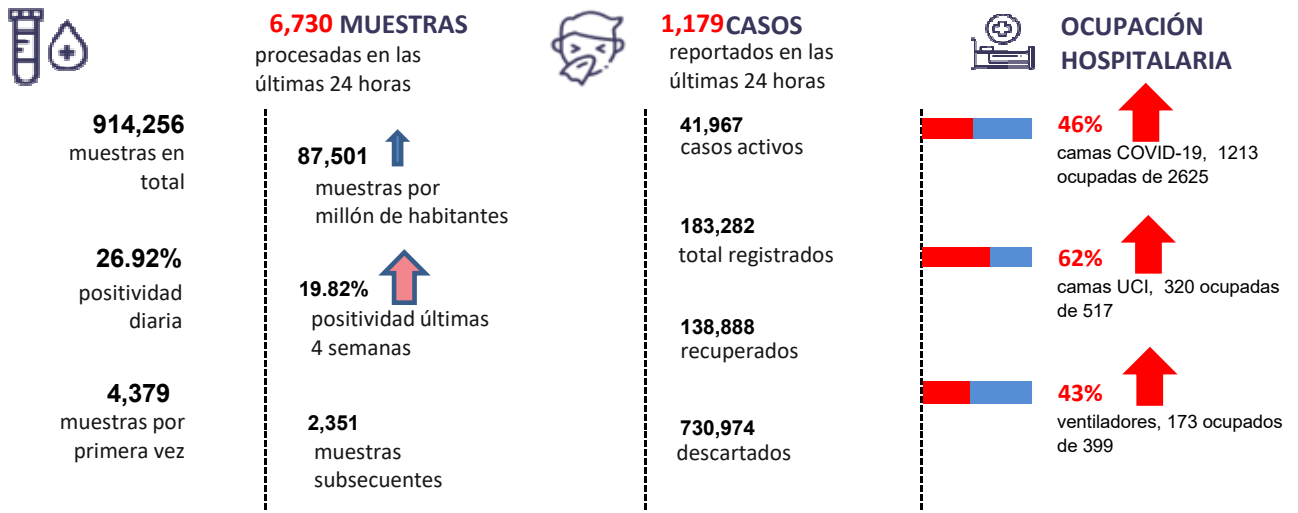 6,730 MUESTRAS
procesadas en las
últimas 24 horas
1,179 CASOS
reportados en las
últimas 24 horas
OCUPACIÓN
HOSPITALARIA
914,256
muestras en
total
26.92%
positividad
diaria
4,379
muestras por
primera vez
87,501
muestras por
millón de habitantes
19.82%
positividad últimas
4 semanas
2,351
muestras
subsecuentes
41,967
casos activos
183,282
total registrados
138,888
recuperados
730,974
descartados
46%
camas COVID-19, 1213
ocupadas de 2625
62%
camas UCI, 320 ocupadas
de 517
43%
ventiladores, 173 ocupados
de 399